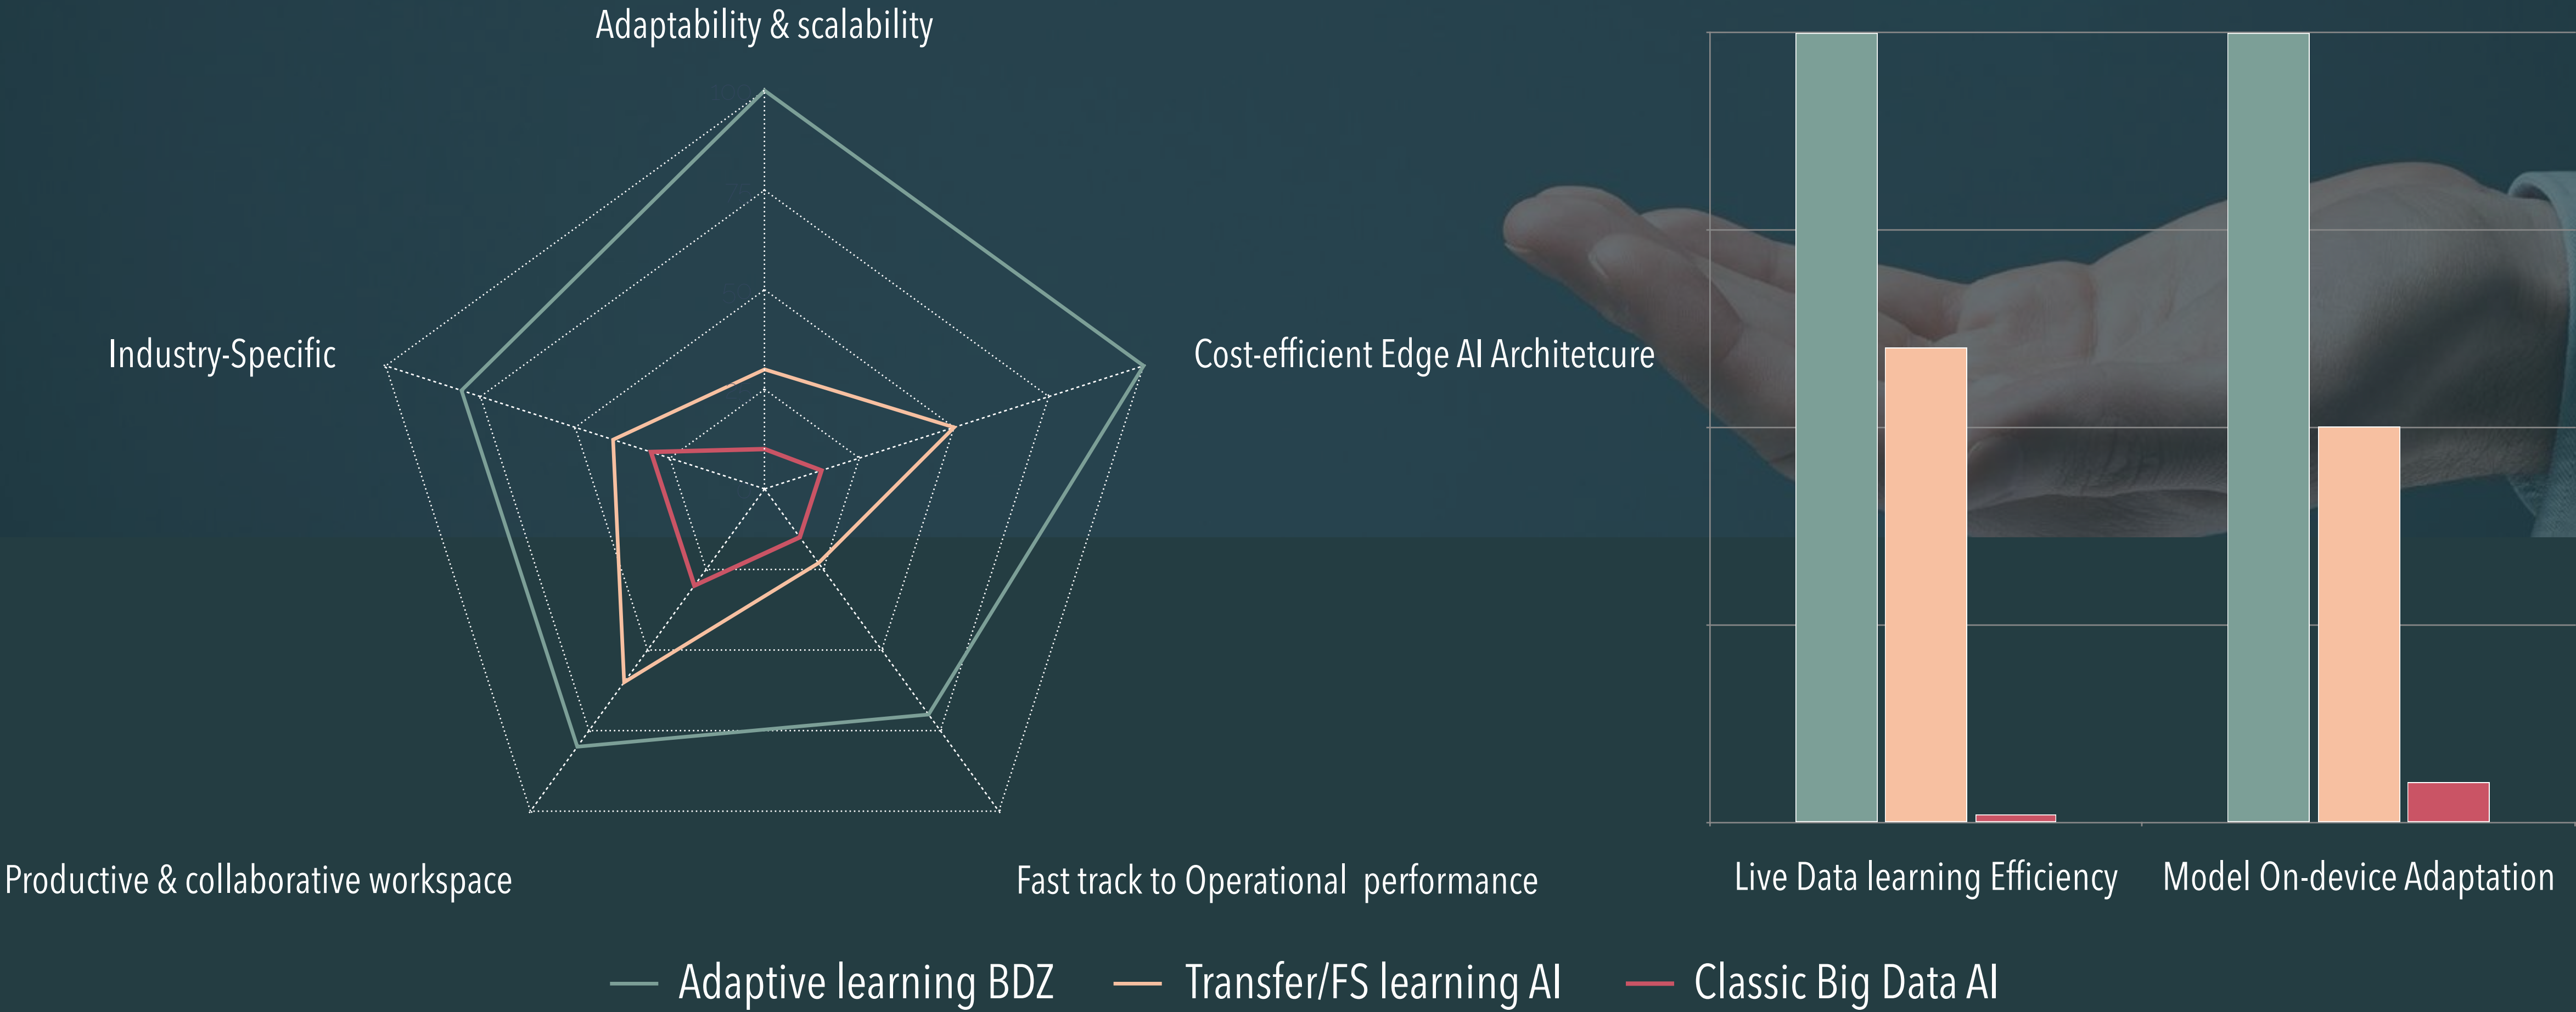 Adaptability & scalability
Industry-Specific
Cost-efficient Edge AI Architetcure
Productive & collaborative workspace
Fast track to Operational  performance
Live Data learning Efficiency
Model On-device Adaptation
Adaptive learning BDZ
Transfer/FS learning AI
Classic Big Data AI